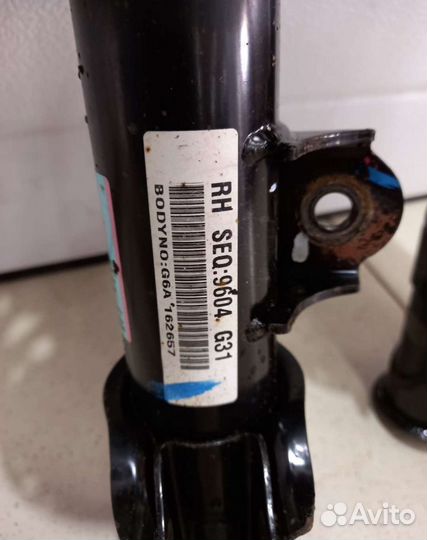 RH SEQ:9604 G31
BODYNO:G6A 162657
Avito